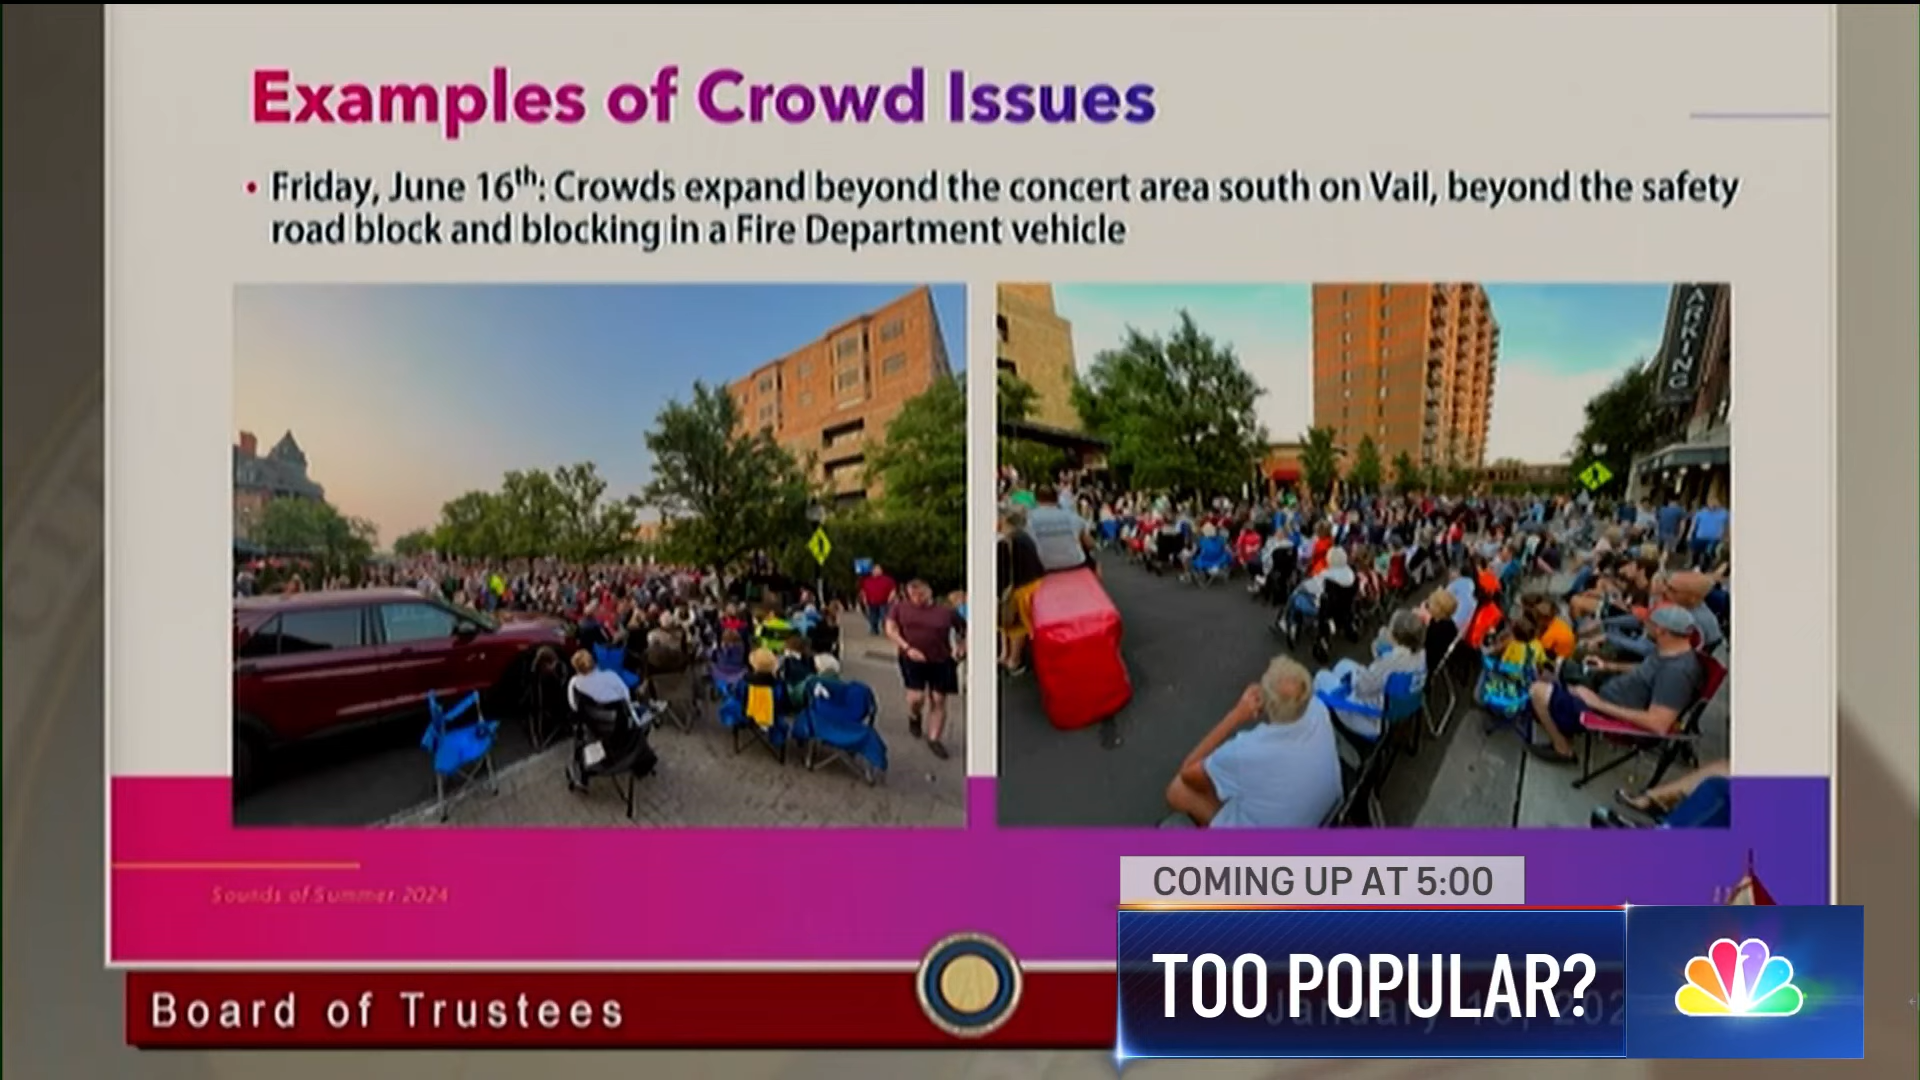 Examples of Crowd Issues
• Friday, June 16th: Crowds expand beyond the concert area south on Vail, beyond the safety
road block and blocking in a Fire Department vehicle
ARKING
Sounds of Summer 2024
COMING UP AT 5:00
TOO POPULAR?
Board of Trustees